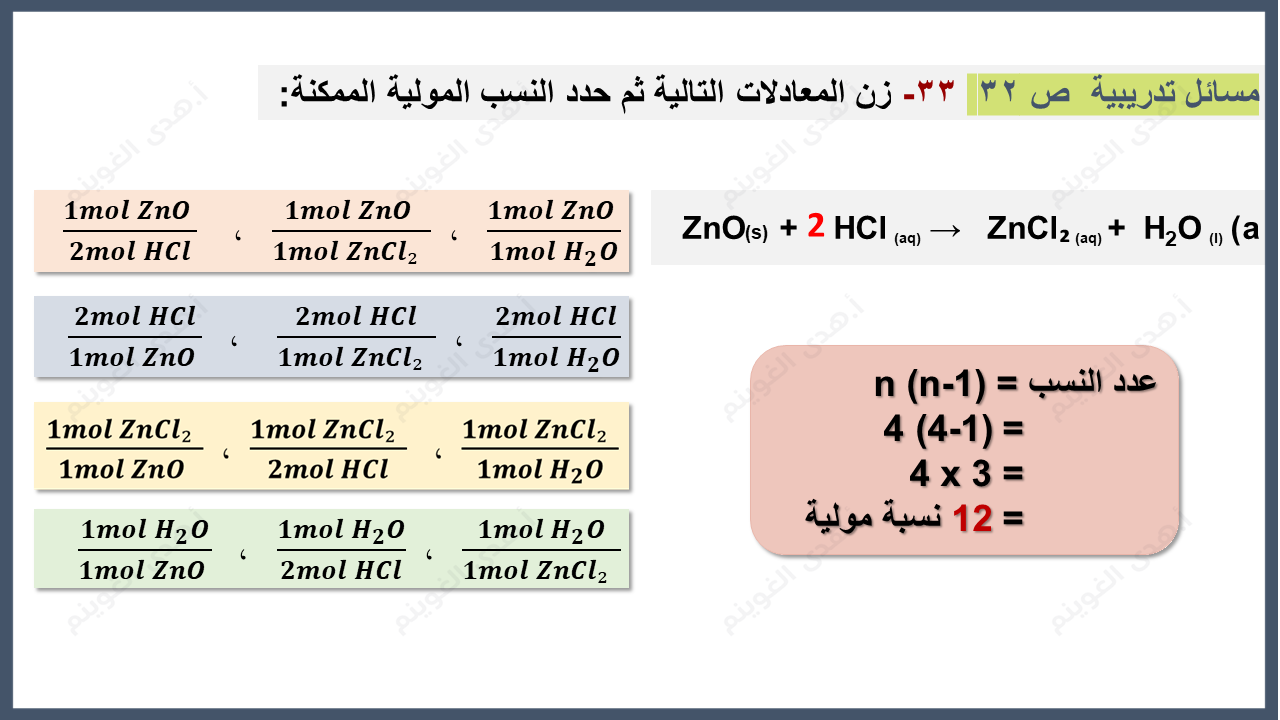 مسائل تدريبية ص ٣٢ ٣٣- زن المعادلات التالية ثم حدد النسب المولية الممكنة:
ZnO(s) + 2 HCl (aq) → ZnCl₂ (aq) + H₂O (l) (a
1mol ZnO / 2mol HCl ، 1mol ZnO / 1mol ZnCl₂ ، 1mol ZnO / 1mol H₂O
2mol HCl / 1mol ZnO ، 2mol HCl / 1mol ZnCl₂ ، 2mol HCl / 1mol H₂O
1mol ZnCl₂ / 1mol ZnO ، 1mol ZnCl₂ / 2mol HCl ، 1mol ZnCl₂ / 1mol H₂O
1mol H₂O / 1mol ZnO ، 1mol H₂O / 2mol HCl ، 1mol H₂O / 1mol ZnCl₂
عدد النسب = n (n-1)
= 4 (4-1)
= 4 x 3
= 12 نسبة مولية
أ.هدى الغوينم